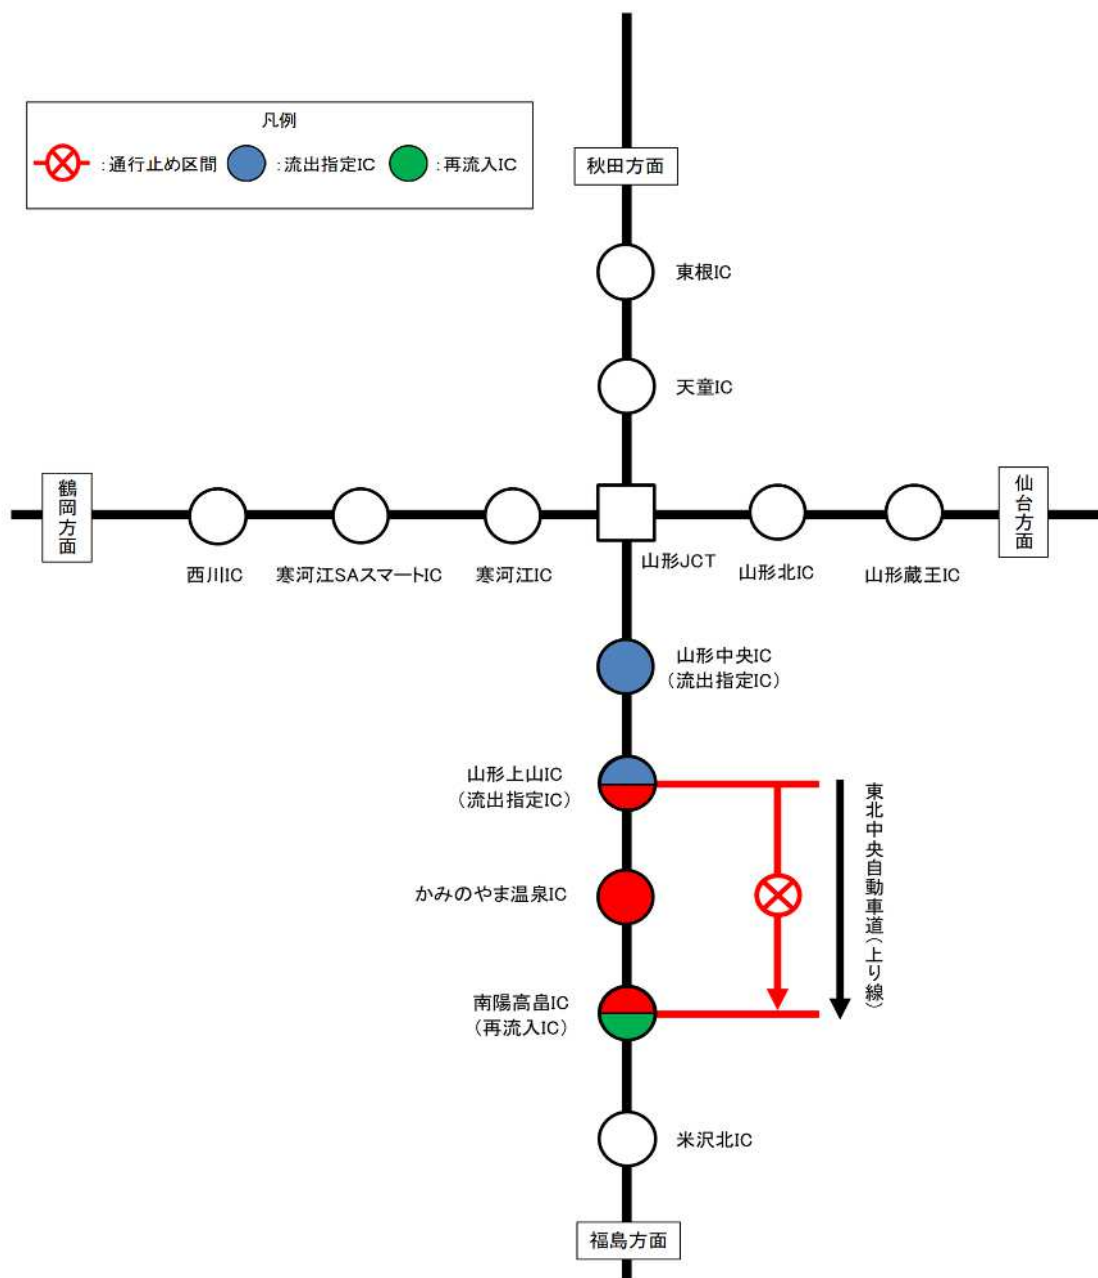 凡例
:通行止め区間
:流出指定IC
:再流入IC
秋田方面
東根IC
天童IC
鶴岡方面
仙台方面
西川IC
寒河江SAスマートIC
寒河江IC
山形JCT
山形北IC
山形蔵王IC
山形中央IC
(流出指定IC)
山形上山IC
(流出指定IC)
東北中央自動車道(上り線)
かみのやま温泉IC
南陽高畠IC
(再流入IC)
米沢北IC
福島方面